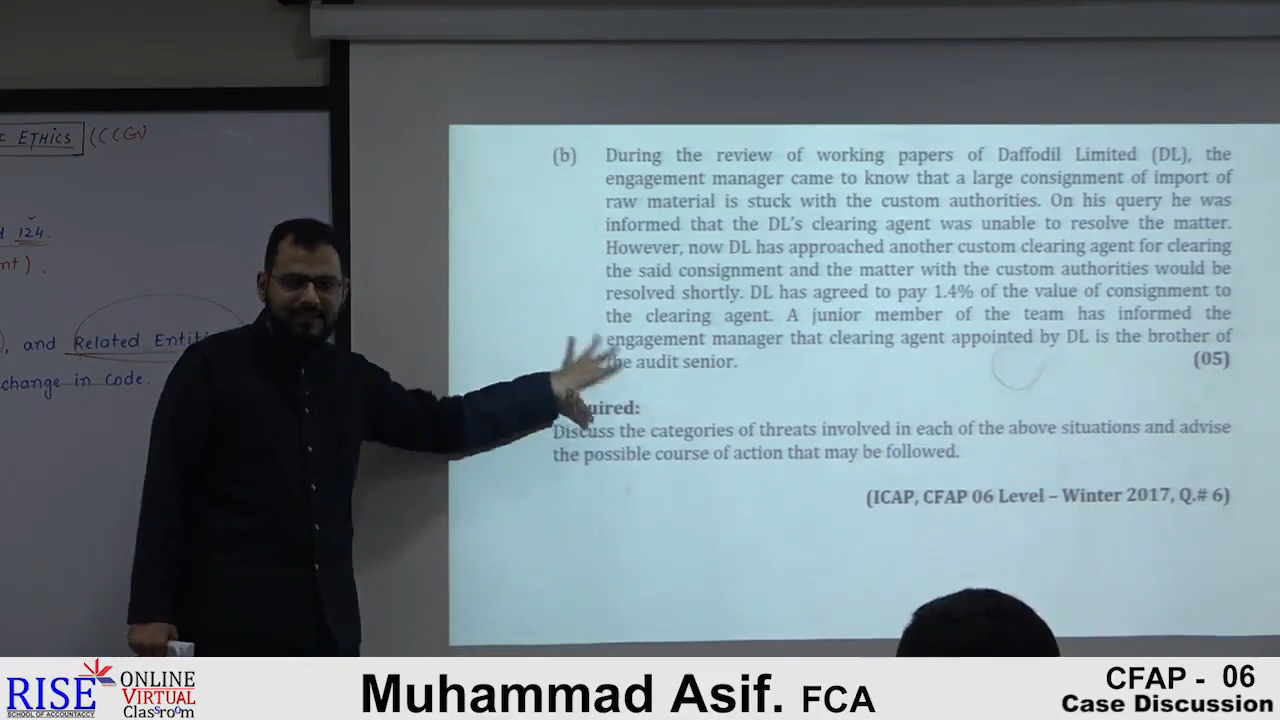 ETHICS (CCG)
124.
nt).
, and Related Entiti
change in Code.
(b) During the review of working papers of Daffodil Limited (DL), the
engagement manager came to know that a large consignment of import of
raw material is stuck with the custom authorities. On his query he was
informed that the DL's clearing agent was unable to resolve the matter.
However, now DL has approached another custom clearing agent for clearing
the said consignment and the matter with the custom authorities would be
resolved shortly. DL has agreed to pay 1.4% of the value of consignment to
the clearing agent. A junior member of the team has informed the
engagement manager that clearing agent appointed by DL is the brother of
he audit senior. (05)
uired:
Discuss the categories of threats involved in each of the above situations and advise
the possible course of action that may be followed.
(ICAP, CFAP 06 Level – Winter 2017, Q.# 6)
RISE ONLINE
VIRTUAL
SCHOOL OF ACCOUNTACY Classroom
Muhammad Asif. FCA
CFAP - 06
Case Discussion